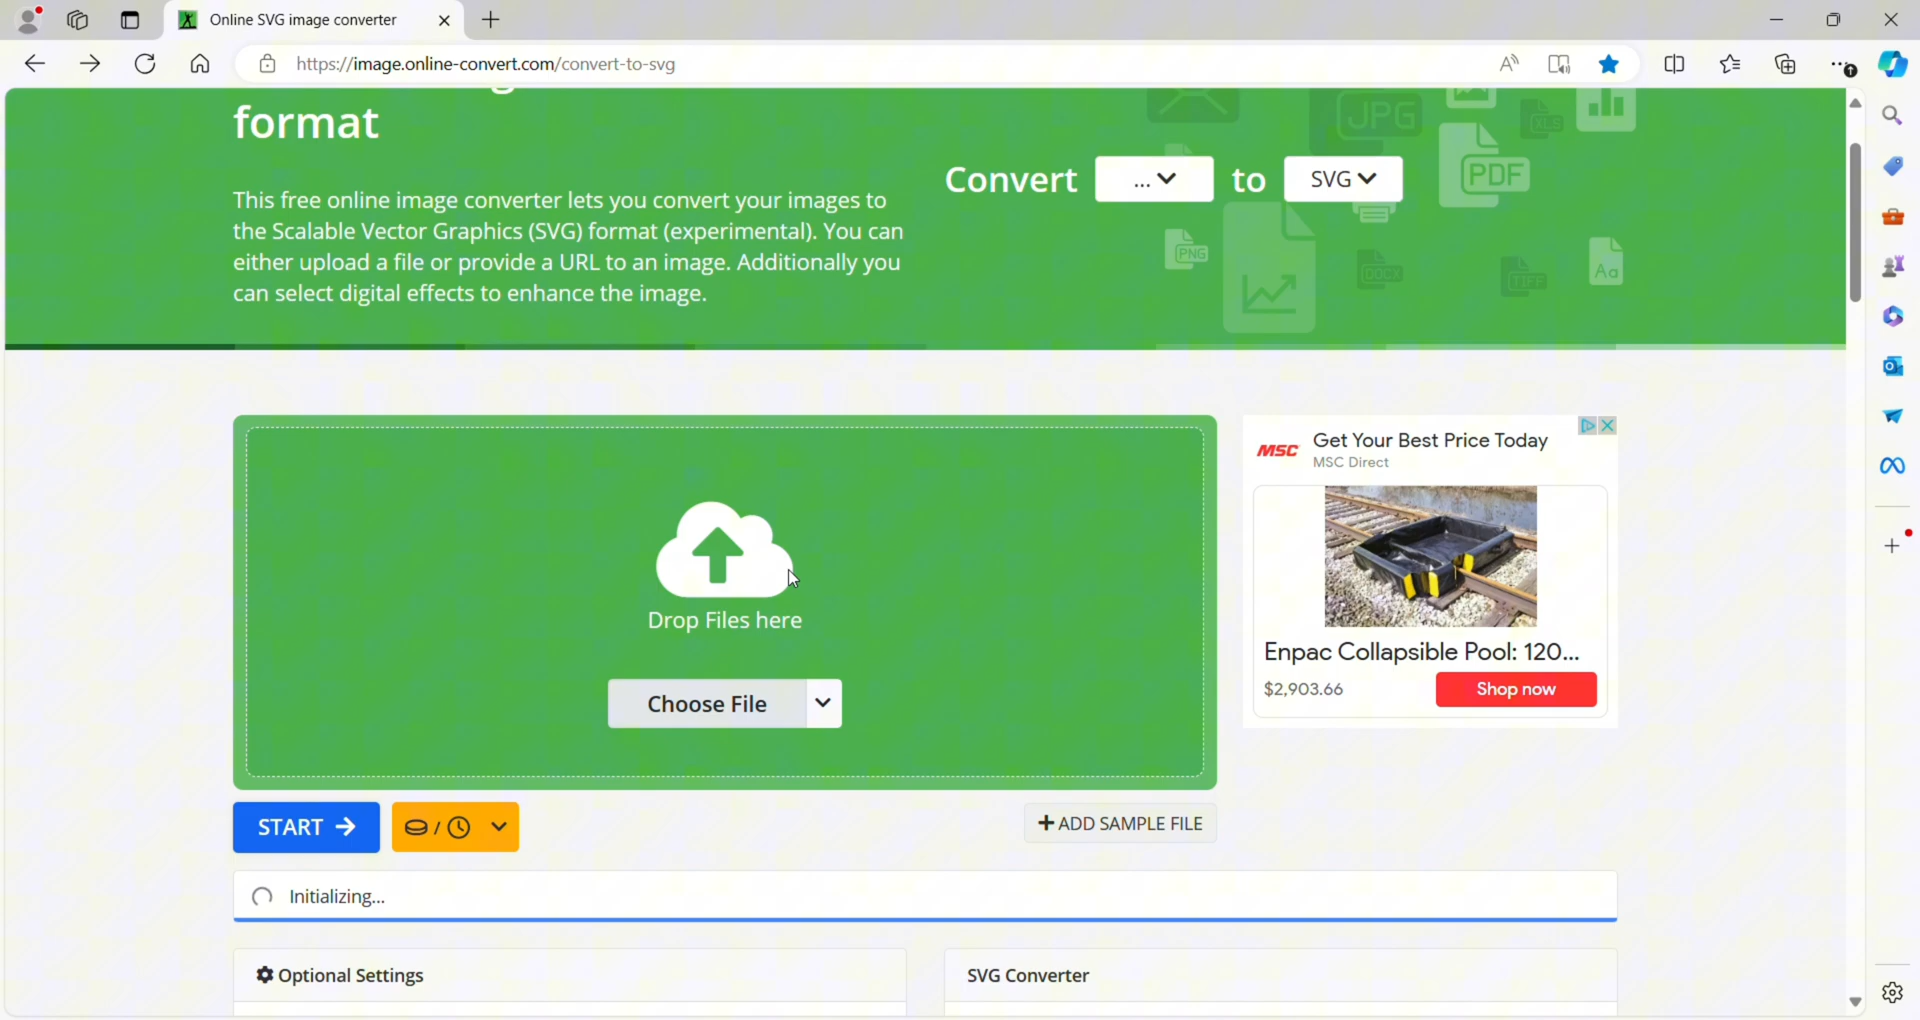 Online SVG image converter
https://image.online-convert.com/convert-to-svg
format
This free online image converter lets you convert your images to
the Scalable Vector Graphics (SVG) format (experimental). You can
either upload a file or provide a URL to an image. Additionally you
can select digital effects to enhance the image.
Convert ... to SVG
JPG
XLS
PDF
PNG
DOCX
TIFF
Aa
Drop Files here
Choose File
MSC
Get Your Best Price Today
MSC Direct
Enpac Collapsible Pool: 120...
$2,903.66
Shop now
START
/
+ ADD SAMPLE FILE
Initializing...
Optional Settings
SVG Converter